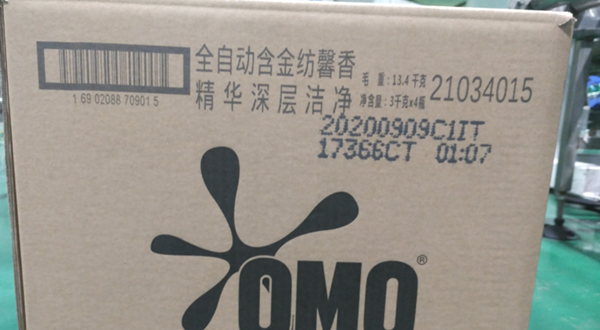 全自动含金纺馨香
精华深层洁净
毛 重:13.4 千克
净含量:3千克x4瓶
21034015
1 69 02088 70901 5
20200909C1IT
17366CT 01:07
OMO®